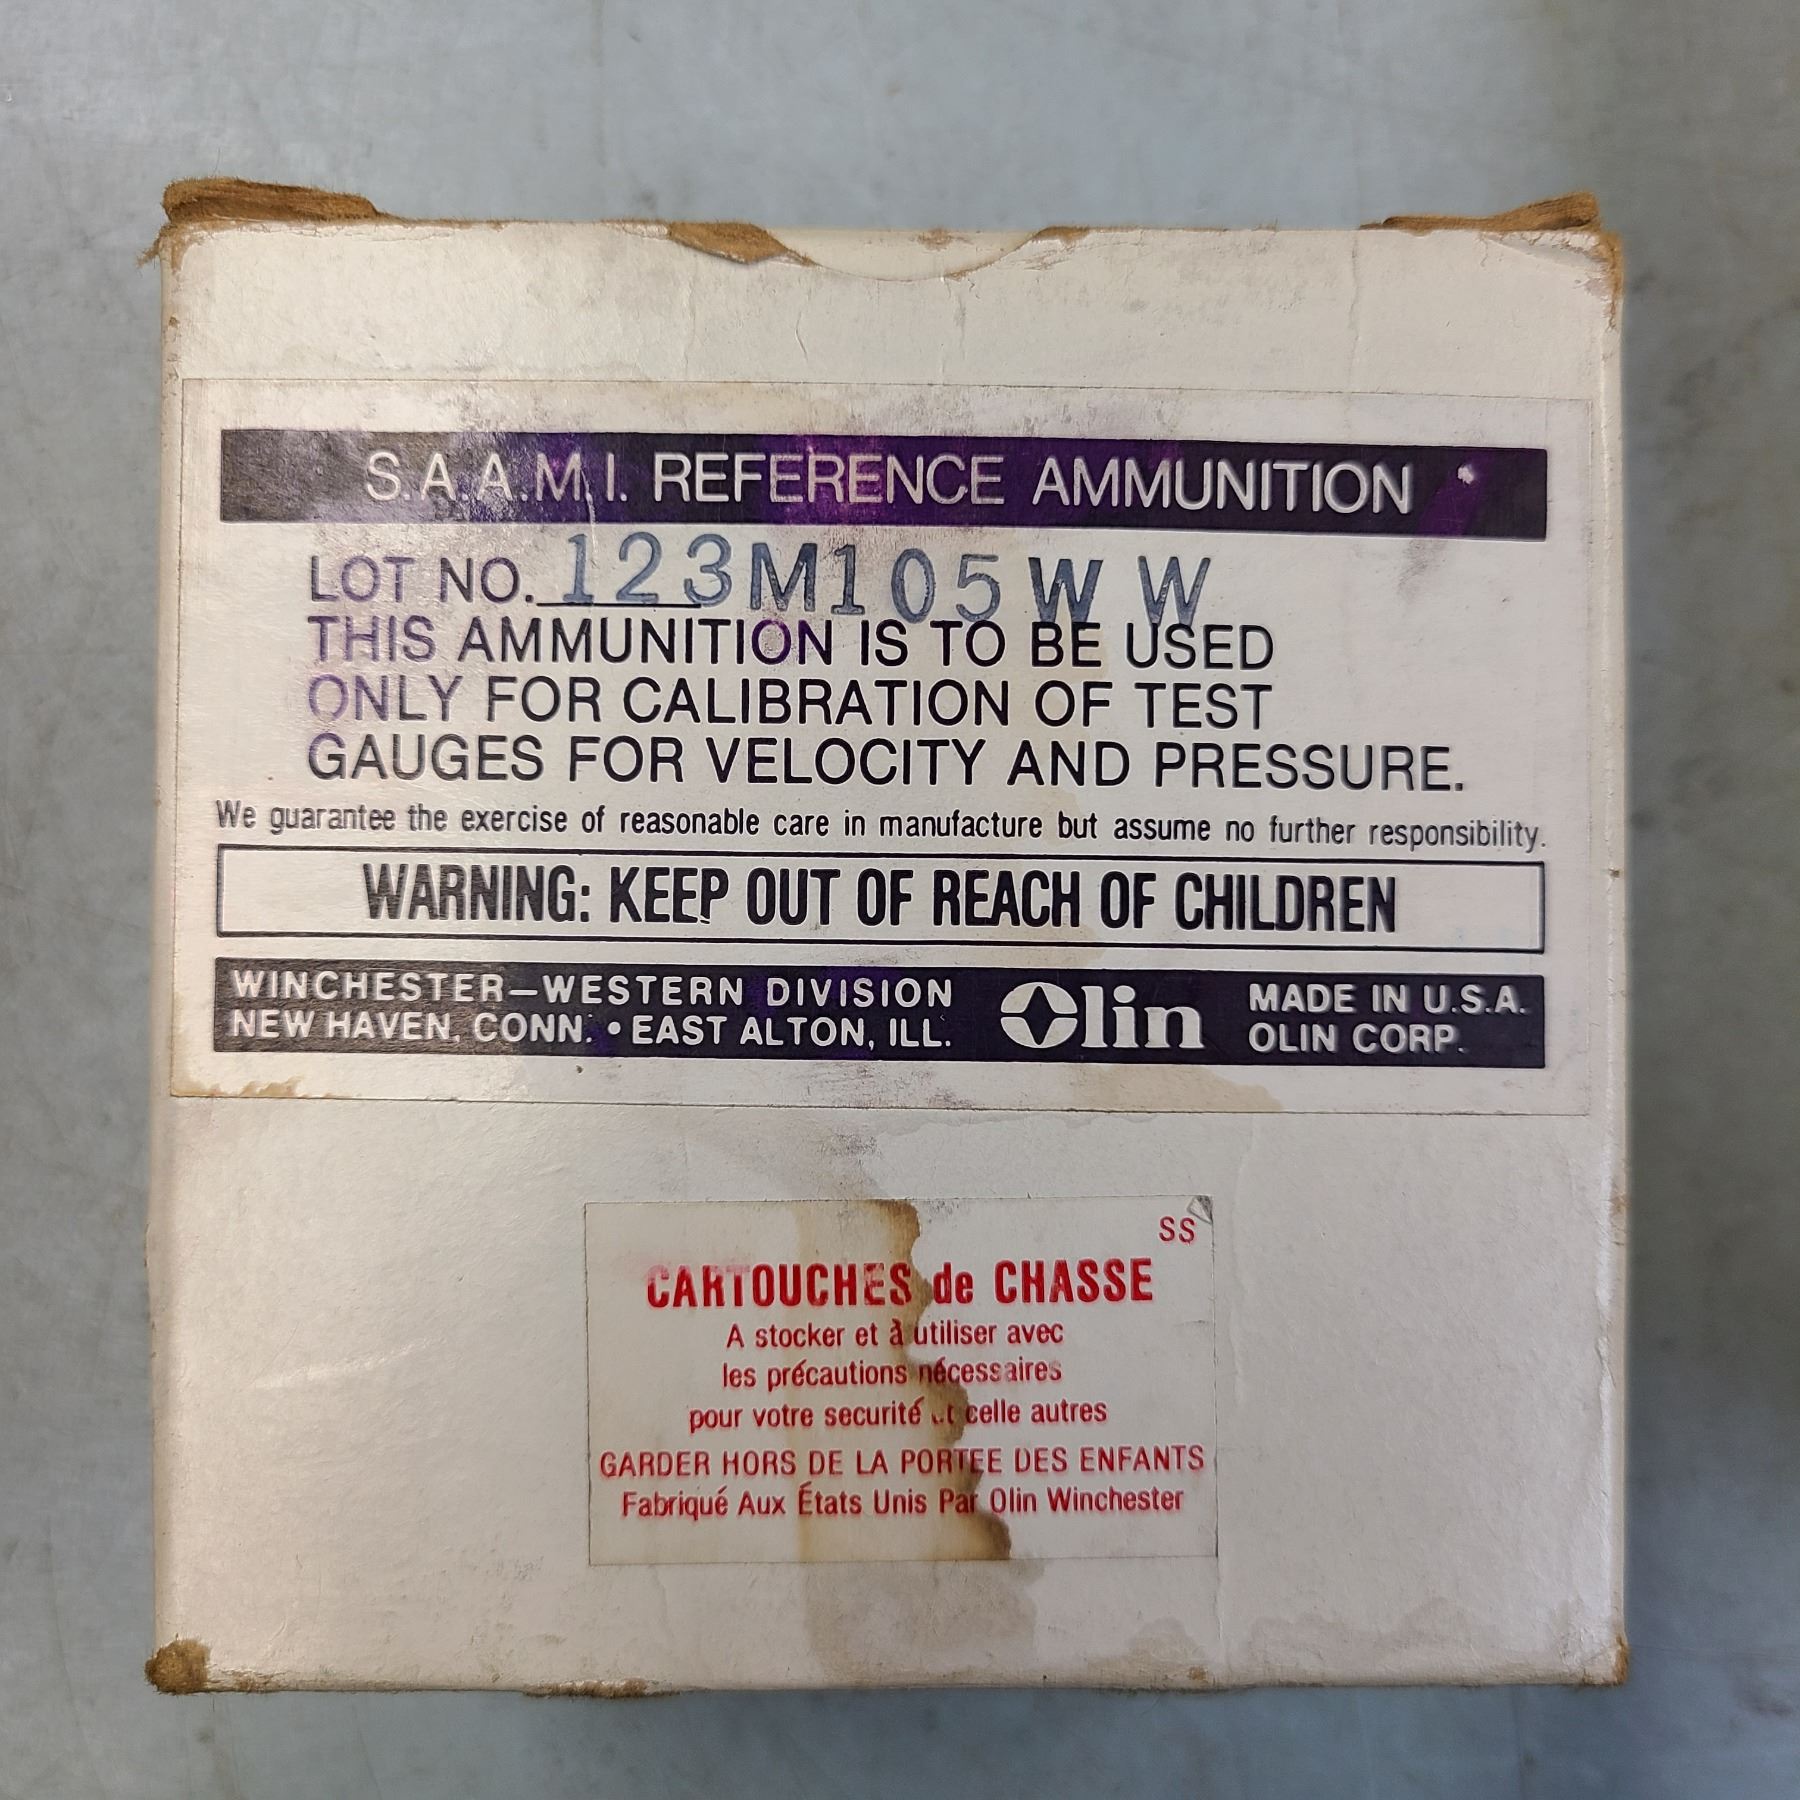 S.A.A.M.I. REFERENCE AMMUNITION
LOT NO. 123M105WW
THIS AMMUNITION IS TO BE USED
ONLY FOR CALIBRATION OF TEST
GAUGES FOR VELOCITY AND PRESSURE.
We guarantee the exercise of reasonable care in manufacture but assume no further responsibility.
WARNING: KEEP OUT OF REACH OF CHILDREN
WINCHESTER–WESTERN DIVISION
NEW HAVEN, CONN. • EAST ALTON, ILL.
Olin
MADE IN U.S.A.
OLIN CORP.
SS
CARTOUCHES de CHASSE
A stocker et à utiliser avec
les précautions nécessaires
pour votre securité et celle autres
GARDER HORS DE LA PORTEE DES ENFANTS
Fabriqué Aux États Unis Par Olin Winchester